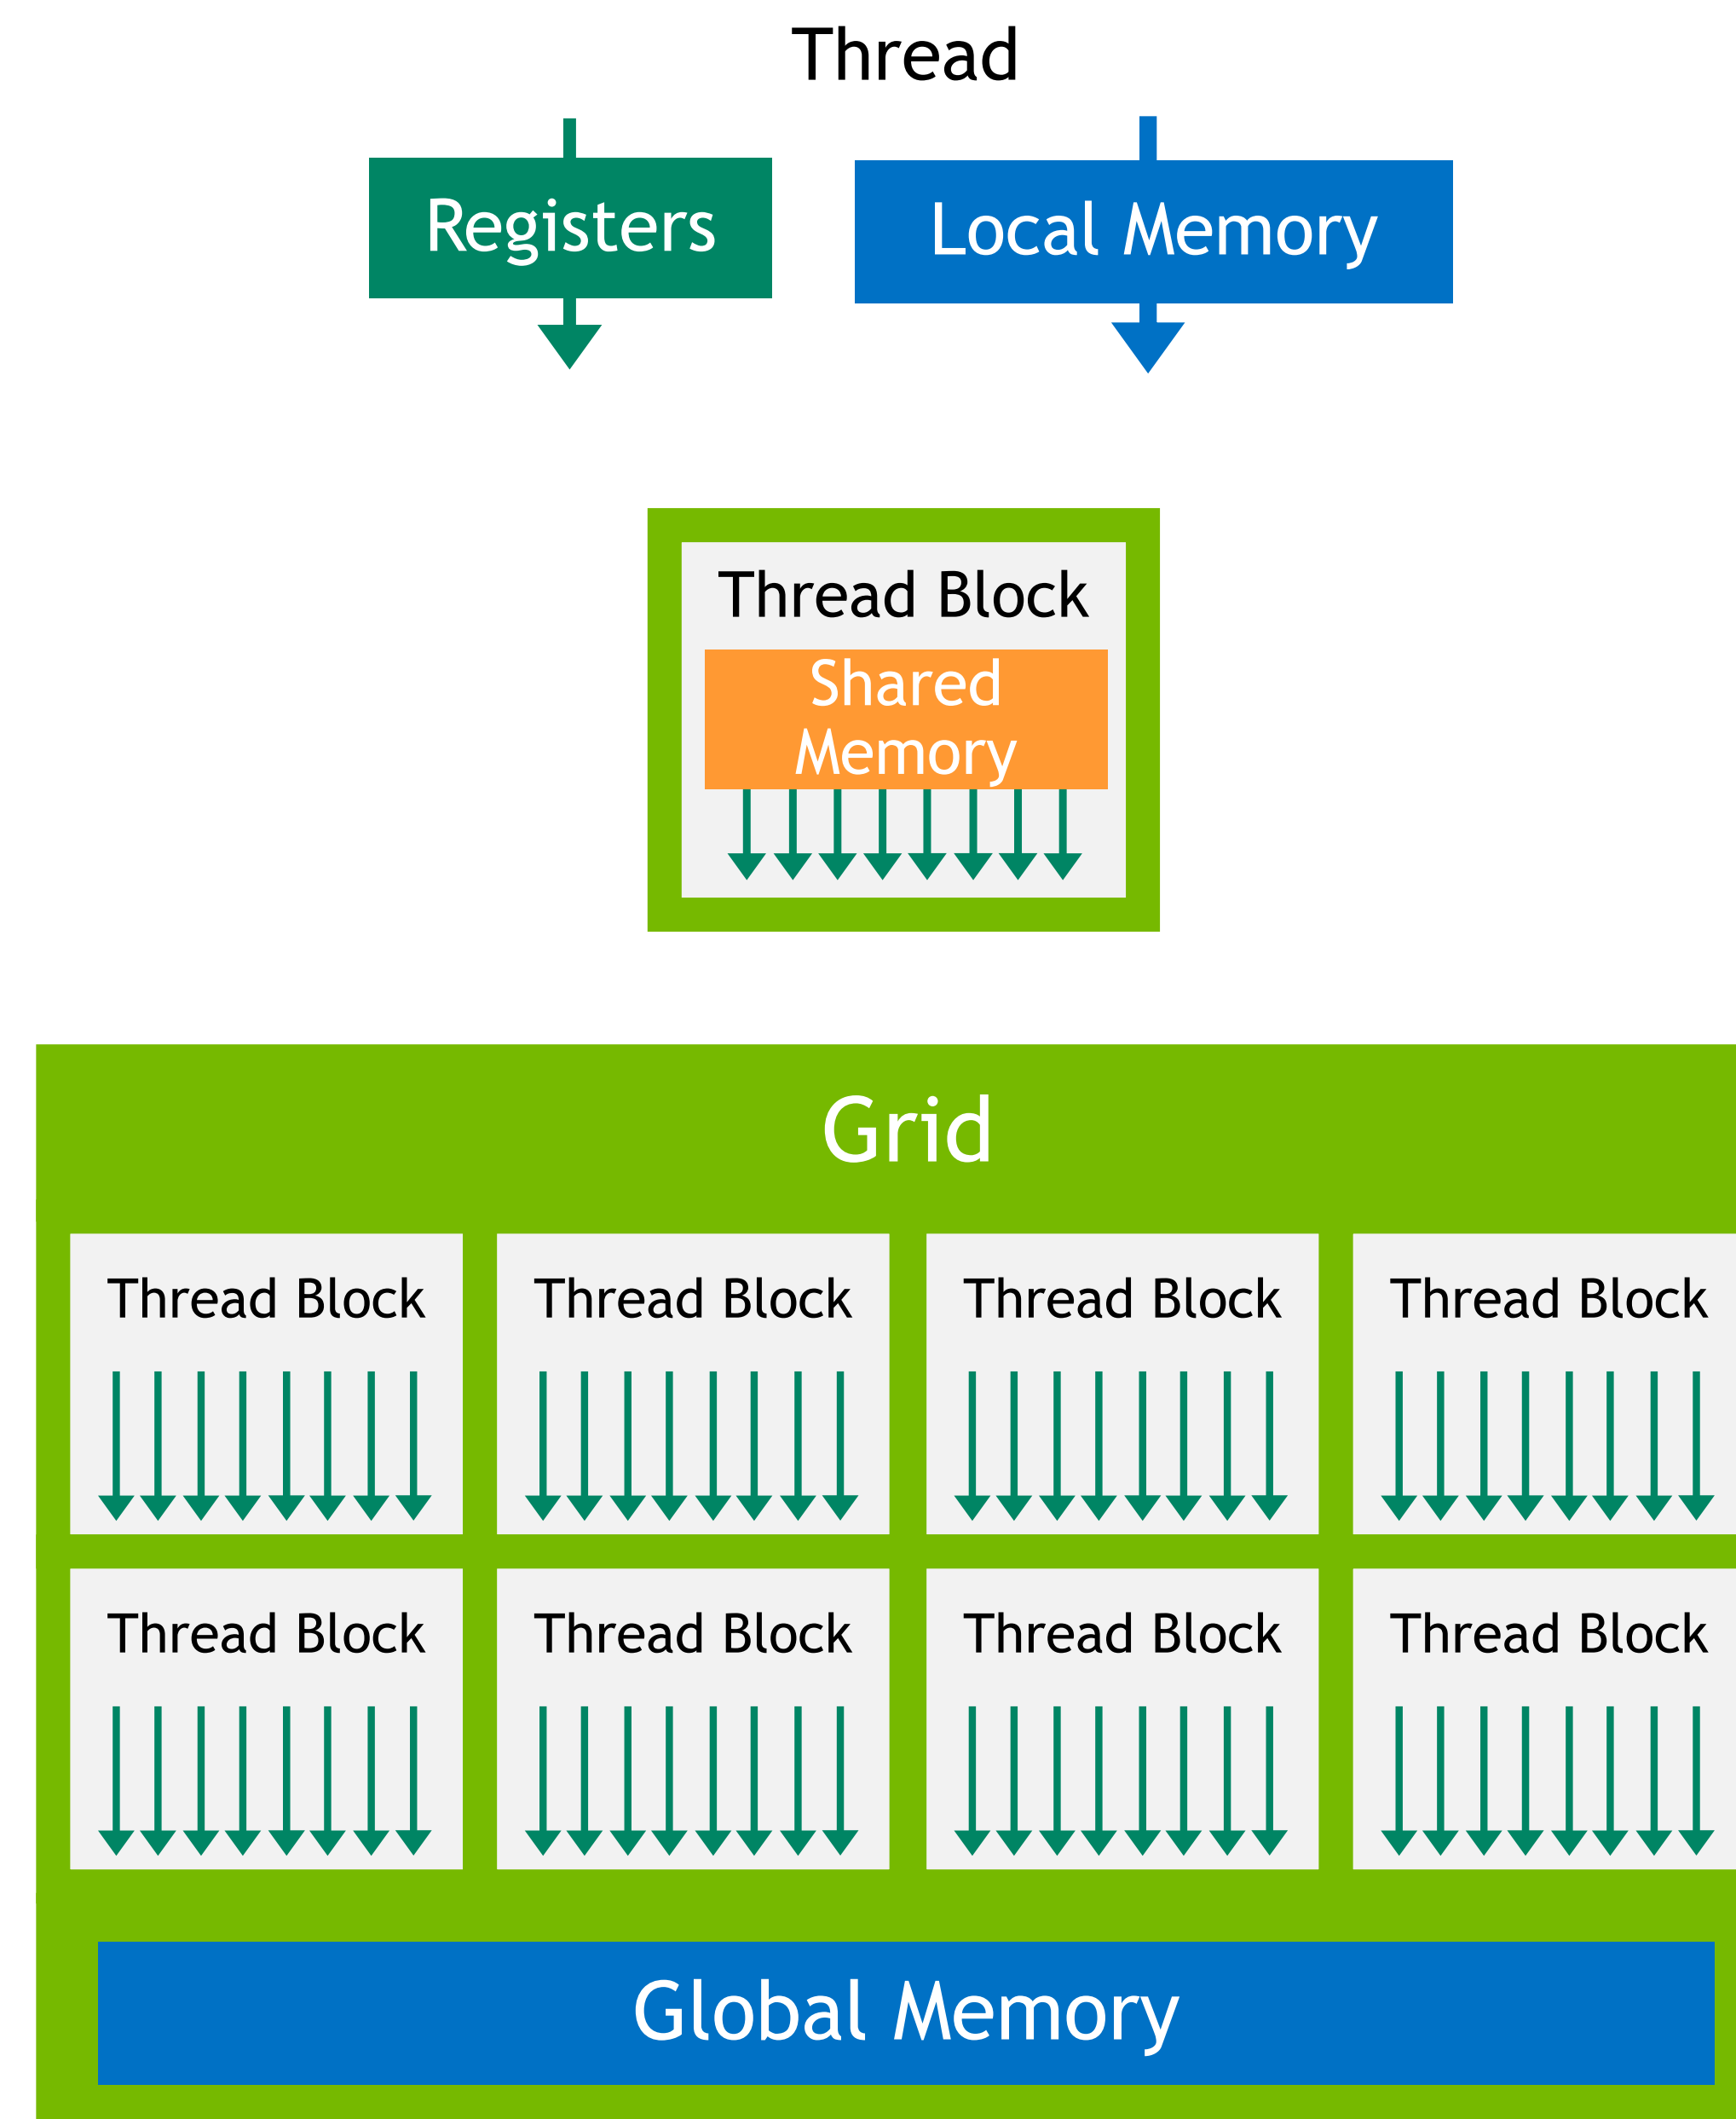 Thread
Registers
Local Memory
Thread Block
Shared
Memory
Grid
Thread Block
Thread Block
Thread Block
Thread Block
Thread Block
Thread Block
Thread Block
Thread Block
Global Memory